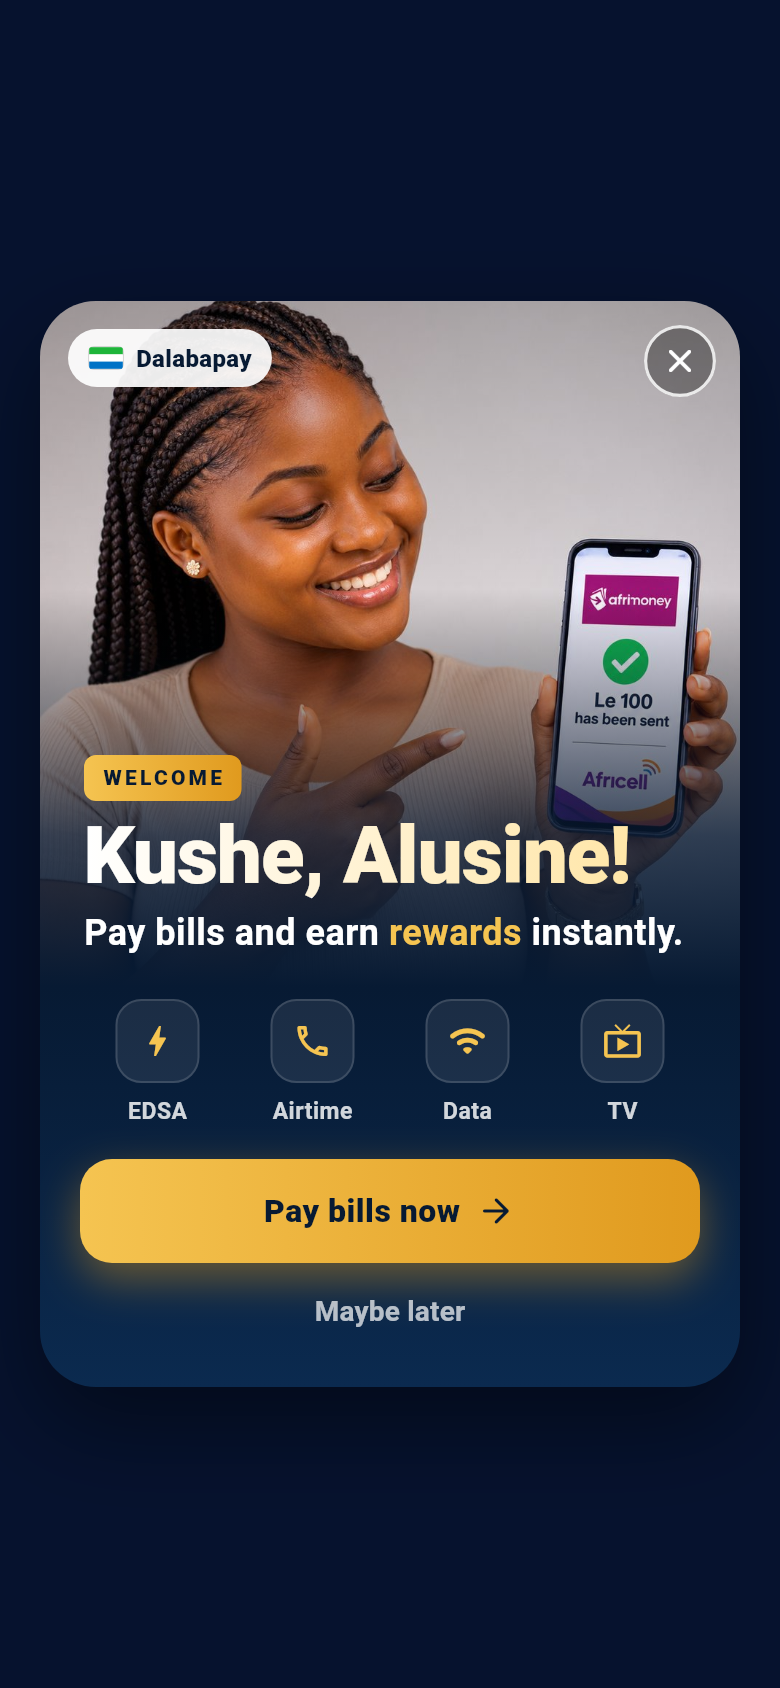 Dalabapay
afrimoney
Le 100
has been sent
Africell
WELCOME
Kushe, Alusine!
Pay bills and earn rewards instantly.
EDSA
Airtime
Data
TV
Pay bills now
Maybe later